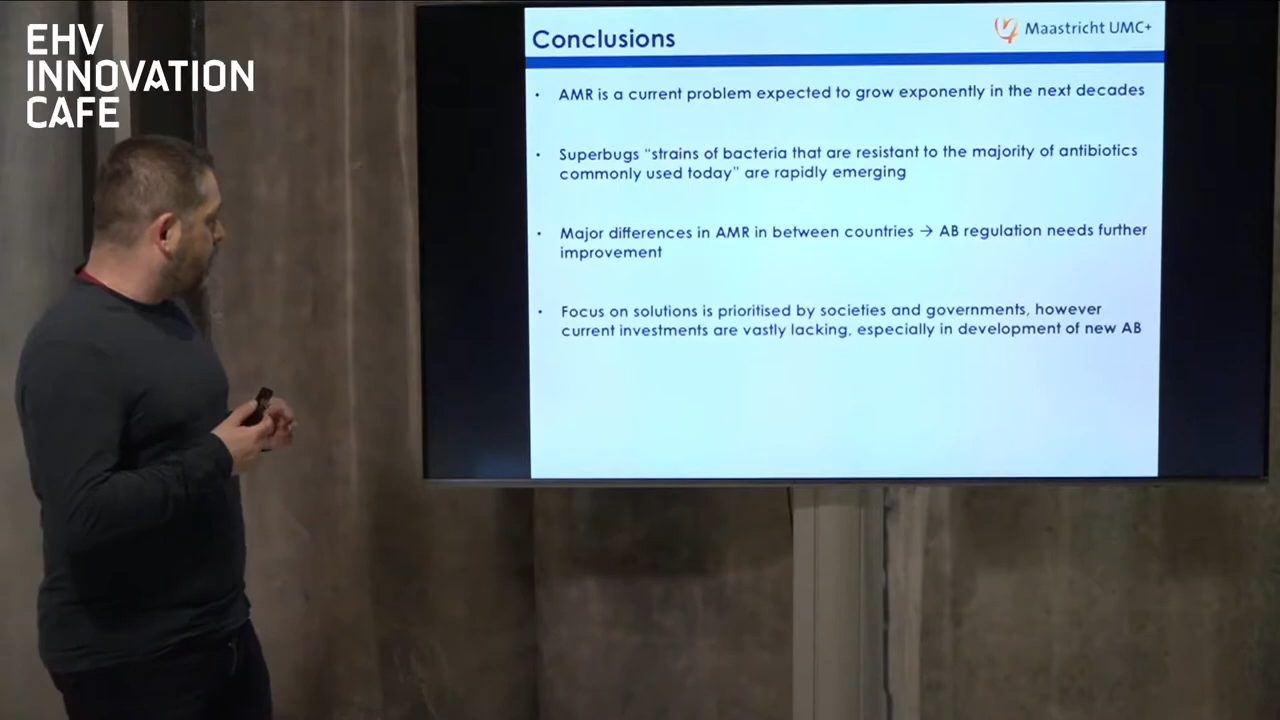 EHV
INNOVATION
CAFE
Conclusions
Maastricht UMC+
• AMR is a current problem expected to grow exponently in the next decades
• Superbugs “strains of bacteria that are resistant to the majority of antibiotics
commonly used today” are rapidly emerging
• Major differences in AMR in between countries → AB regulation needs further
improvement
• Focus on solutions is prioritised by societies and governments, however
current investments are vastly lacking, especially in development of new AB